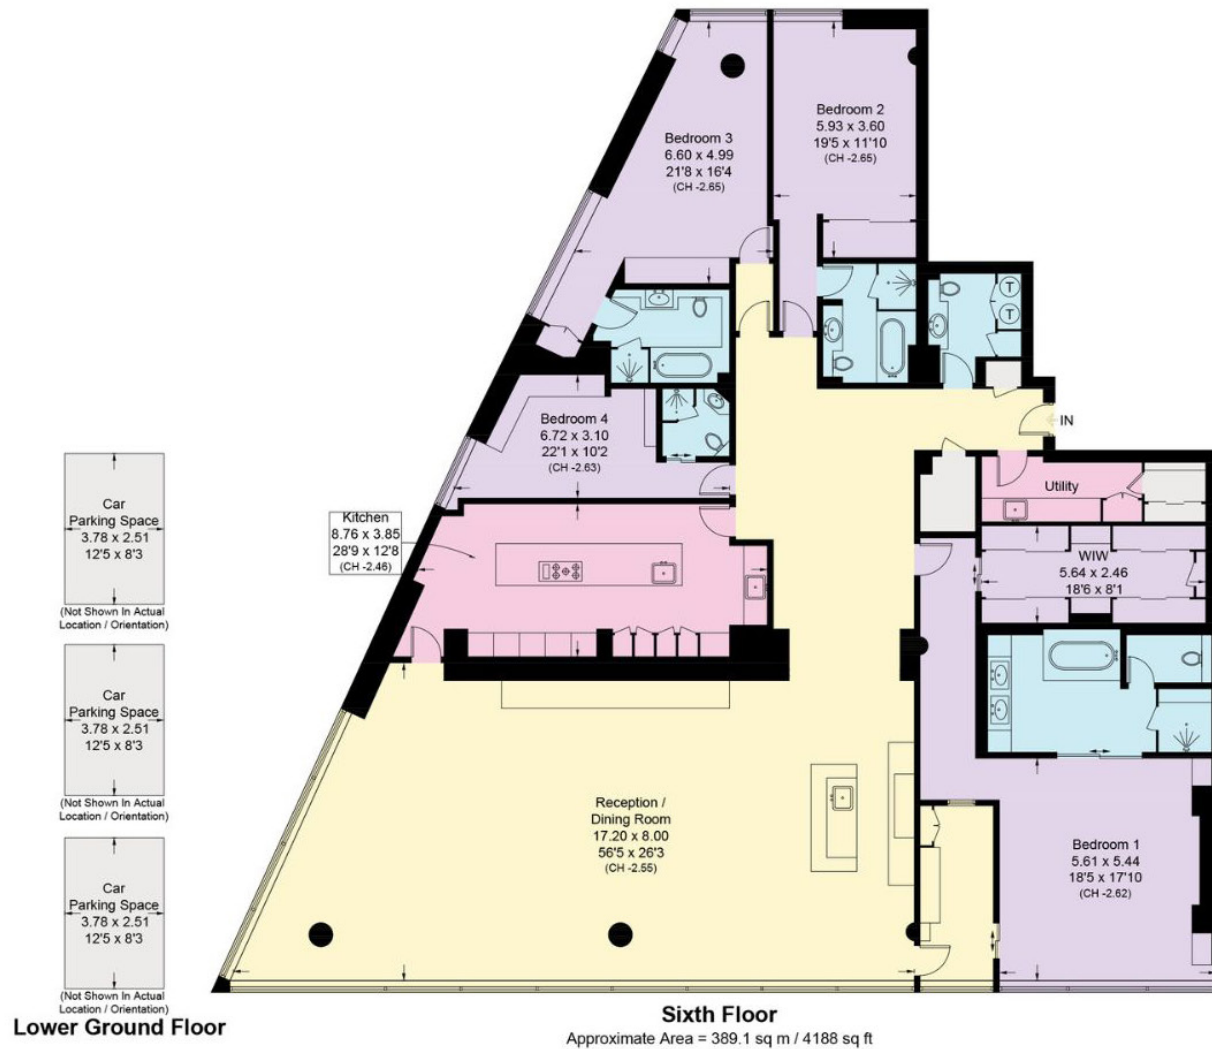 Bedroom 2
5.93 x 3.60
19'5 x 11'10
(CH -2.65)
Bedroom 3
6.60 x 4.99
21'8 x 16'4
(CH -2.65)
T
T
Bedroom 4
6.72 x 3.10
22'1 x 10'2
(CH -2.63)
IN
Utility
Kitchen
8.76 x 3.85
28'9 x 12'8
(CH -2.46)
WIW
5.64 x 2.46
18'6 x 8'1
Reception /
Dining Room
17.20 x 8.00
56'5 x 26'3
(CH -2.55)
Bedroom 1
5.61 x 5.44
18'5 x 17'10
(CH -2.62)
Car
Parking Space
3.78 x 2.51
12'5 x 8'3
(Not Shown In Actual
Location / Orientation)
Car
Parking Space
3.78 x 2.51
12'5 x 8'3
(Not Shown In Actual
Location / Orientation)
Car
Parking Space
3.78 x 2.51
12'5 x 8'3
(Not Shown In Actual
Location / Orientation)
Lower Ground Floor
Sixth Floor
Approximate Area = 389.1 sq m / 4188 sq ft